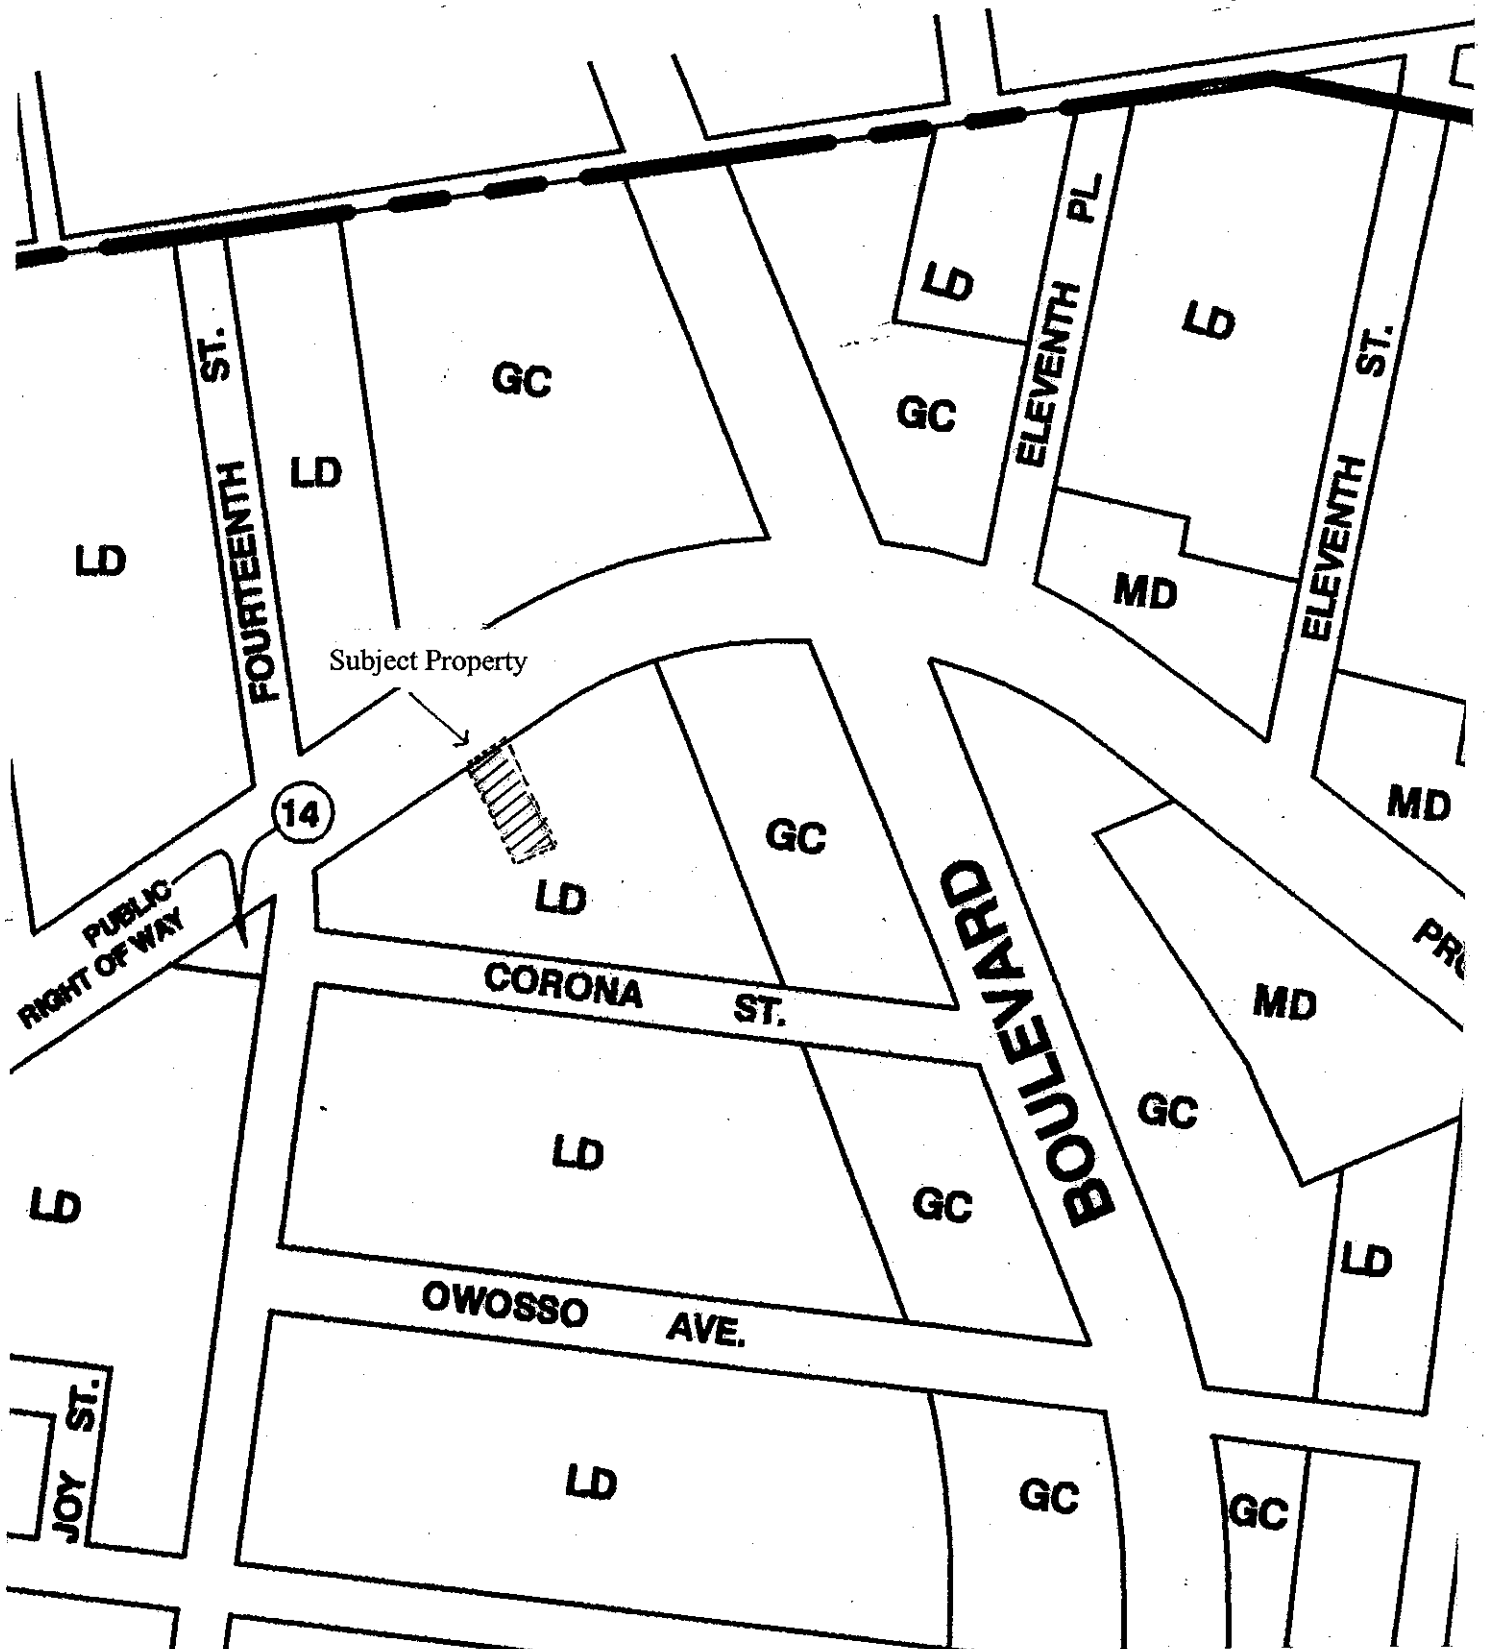 LD
ELEVENTH PL
LD
FOURTEENTH ST.
GC
ELEVENTH ST.
GC
LD
LD
MD
Subject Property
MD
14
GC
LD
PUBLIC
RIGHT OF WAY
BOULEVARD
CORONA ST.
MD
GC
LD
LD
GC
LD
OWOSSO AVE.
JOY ST.
LD
GC
GC